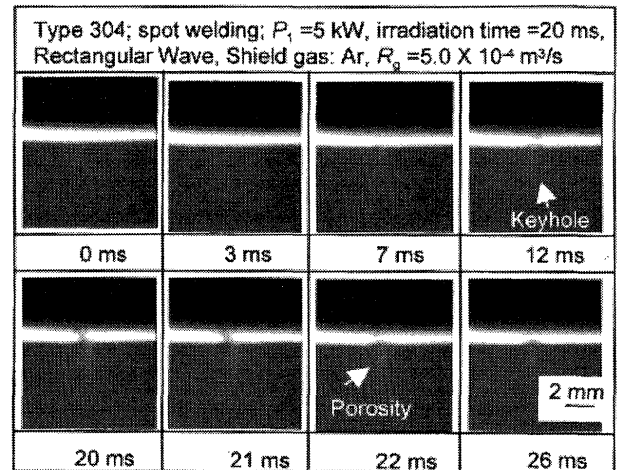 Type 304; spot welding; P₁ =5 kW, irradiation time =20 ms,
Rectangular Wave, Shield gas: Ar, R_g =5.0 X 10⁻⁴ m³/s
Keyhole
0 ms 3 ms 7 ms 12 ms
Porosity
2 mm
20 ms 21 ms 22 ms 26 ms